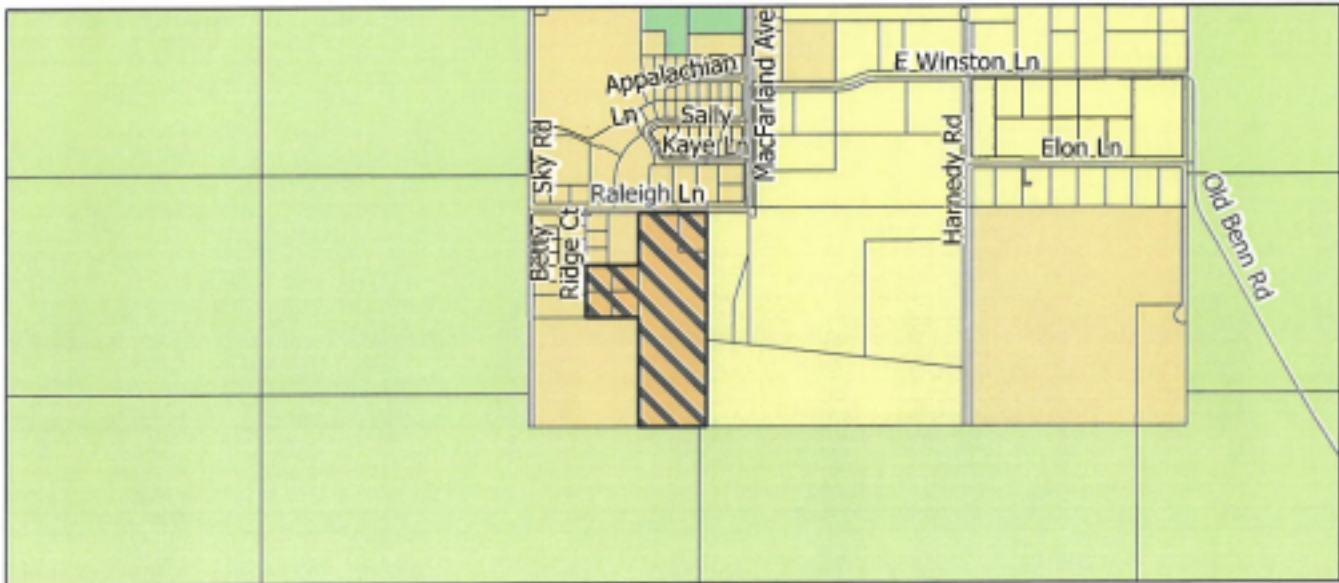 MacFarland Ave
E Winston Ln
Appalachian
Ln
Sally
Kaye Ln
Harnedy Rd
Elon Ln
Betty Sky Rd
Raleigh Ln
Ridge Ct
Old Benn Rd